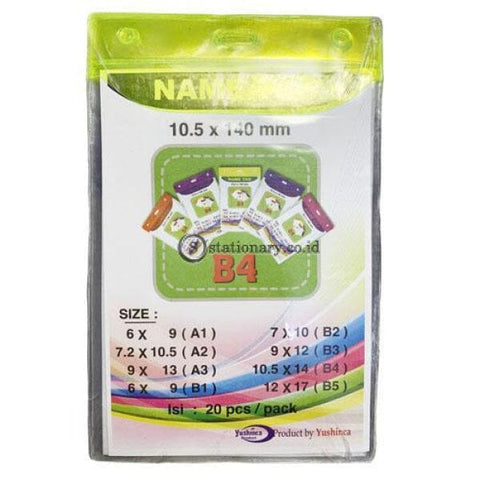 NAME
10.5 x 140 mm
stationary.co.id
B4
SIZE :
6 X 9 ( A1 ) 7 X 10 ( B2 )
7.2 X 10.5 ( A2 ) 9 X 12 ( B3 )
9 X 13 ( A3 ) 10.5 X 14 ( B4 )
6 X 9 ( B1 ) 12 X 17 ( B5 )
Isi : 20 pcs / pack
Yushinca Product by Yushinca